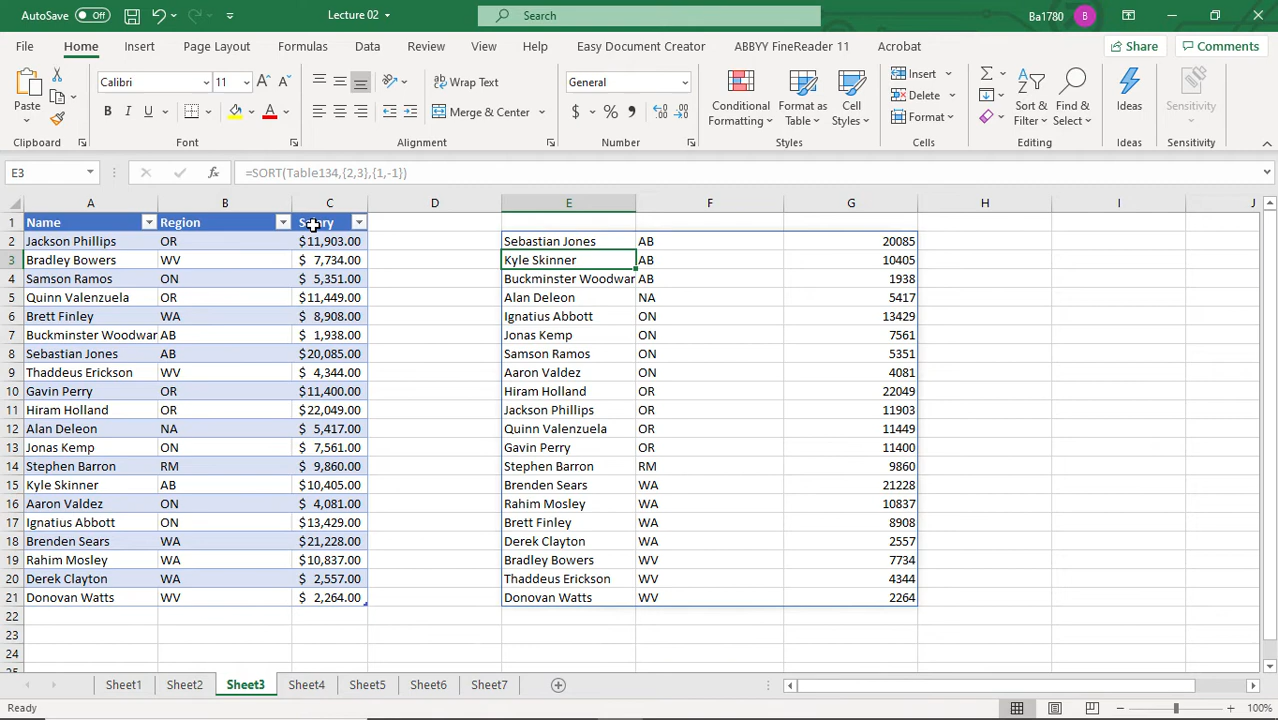 AutoSave Off Lecture 02 Search Ba1780 B
File Home Insert Page Layout Formulas Data Review View Help Easy Document Creator ABBYY FineReader 11 Acrobat Share Comments
Paste Calibri 11 Wrap Text General Insert
B I U Merge & Center $ % Conditional Formatting Format as Table Cell Styles Delete Format Sort & Filter Find & Select Ideas Sensitivity
Clipboard Font Alignment Number Styles Cells Editing Ideas Sensitivity
E3 fx =SORT(Table134,{2,3},{1,-1})
A B C D E F G H I J
1 Name Region Salary
2 Jackson Phillips OR $11,903.00 Sebastian Jones AB 20085
3 Bradley Bowers WV $ 7,734.00 Kyle Skinner AB 10405
4 Samson Ramos ON $ 5,351.00 Buckminster Woodwar AB 1938
5 Quinn Valenzuela OR $11,449.00 Alan Deleon NA 5417
6 Brett Finley WA $ 8,908.00 Ignatius Abbott ON 13429
7 Buckminster Woodwar AB $ 1,938.00 Jonas Kemp ON 7561
8 Sebastian Jones AB $20,085.00 Samson Ramos ON 5351
9 Thaddeus Erickson WV $ 4,344.00 Aaron Valdez ON 4081
10 Gavin Perry OR $11,400.00 Hiram Holland OR 22049
11 Hiram Holland OR $22,049.00 Jackson Phillips OR 11903
12 Alan Deleon NA $ 5,417.00 Quinn Valenzuela OR 11449
13 Jonas Kemp ON $ 7,561.00 Gavin Perry OR 11400
14 Stephen Barron RM $ 9,860.00 Stephen Barron RM 9860
15 Kyle Skinner AB $10,405.00 Brenden Sears WA 21228
16 Aaron Valdez ON $ 4,081.00 Rahim Mosley WA 10837
17 Ignatius Abbott ON $13,429.00 Brett Finley WA 8908
18 Brenden Sears WA $21,228.00 Derek Clayton WA 2557
19 Rahim Mosley WA $10,837.00 Bradley Bowers WV 7734
20 Derek Clayton WA $ 2,557.00 Thaddeus Erickson WV 4344
21 Donovan Watts WV $ 2,264.00 Donovan Watts WV 2264
22
23
24
Sheet1 Sheet2 Sheet3 Sheet4 Sheet5 Sheet6 Sheet7
Ready 100%